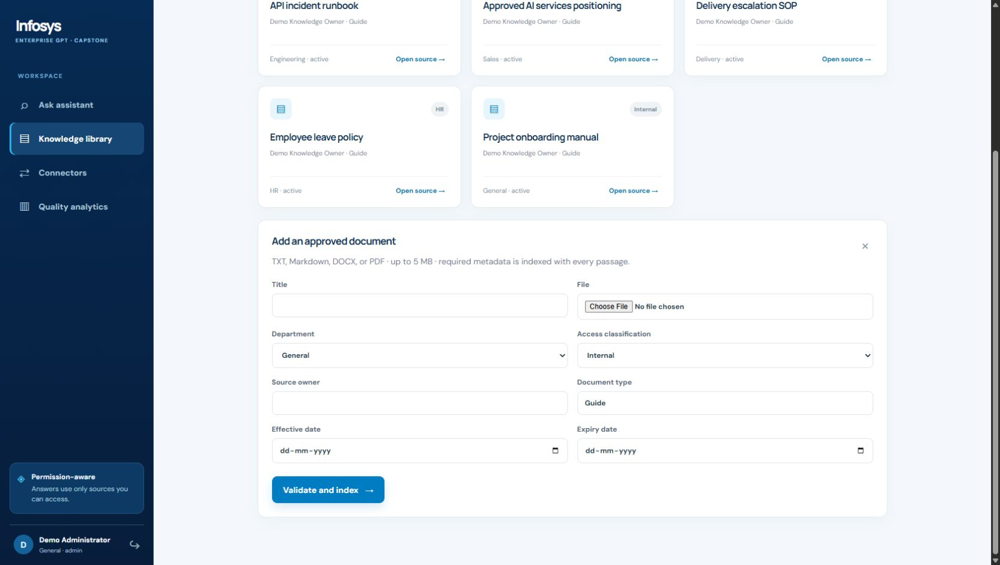 Infosys
ENTERPRISE GPT · CAPSTONE
WORKSPACE
Ask assistant
Knowledge library
Connectors
Quality analytics
Permission-aware
Answers use only sources you
can access.
D
Demo Administrator
General · admin
API incident runbook
Demo Knowledge Owner · Guide
Engineering · active
Open source →
Approved AI services positioning
Demo Knowledge Owner · Guide
Sales · active
Open source →
Delivery escalation SOP
Demo Knowledge Owner · Guide
Delivery · active
Open source →
HR
Employee leave policy
Demo Knowledge Owner · Guide
HR · active
Open source →
Internal
Project onboarding manual
Demo Knowledge Owner · Guide
General · active
Open source →
Add an approved document
×
TXT, Markdown, DOCX, or PDF · up to 5 MB · required metadata is indexed with every passage.
Title
File
Choose File No file chosen
Department
General
Access classification
Internal
Source owner
Document type
Guide
Effective date
dd-mm-yyyy
Expiry date
dd-mm-yyyy
Validate and index →